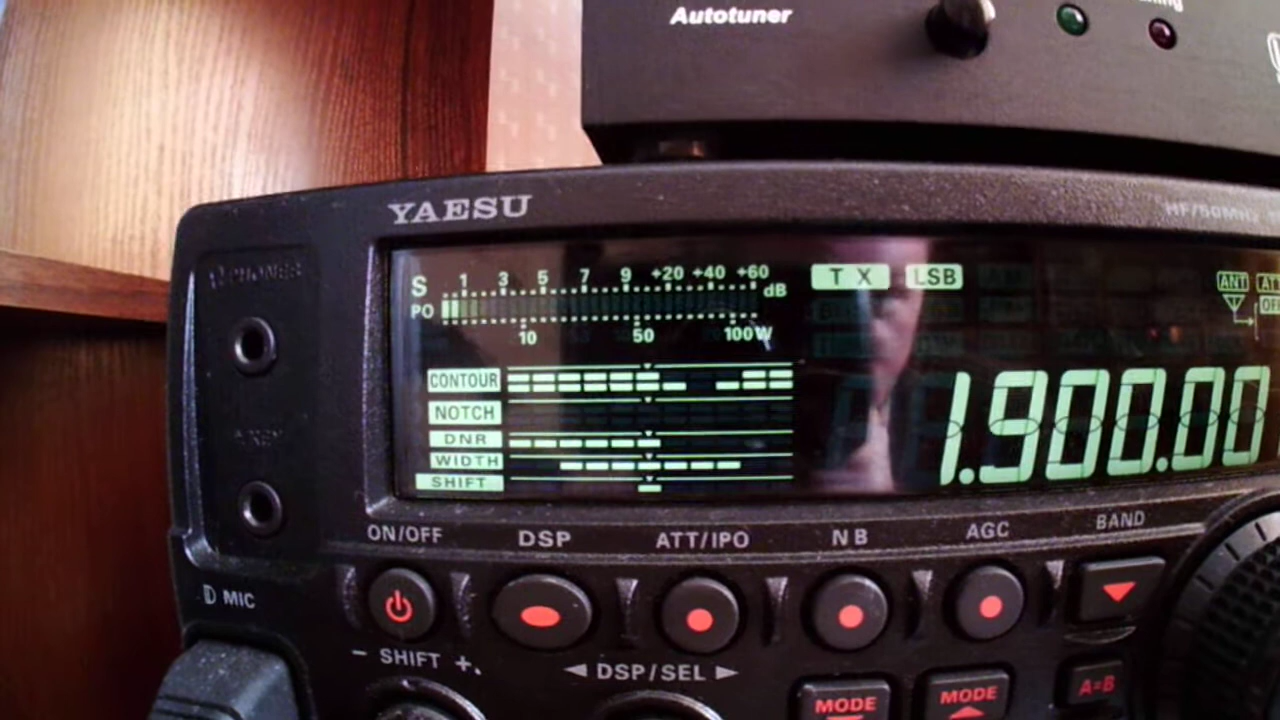 Autotuner
YAESU
HF/50MHz
PHONES
S 1 3 5 7 9 +20 +40 +60 dB
PO
10 50 100W
TX LSB
ANT
CONTOUR
NOTCH
DNR
WIDTH
SHIFT
1.900.00
ON/OFF DSP ATT/IPO NB AGC BAND
MIC
– SHIFT +
◄ DSP/SEL ►
MODE MODE A=B